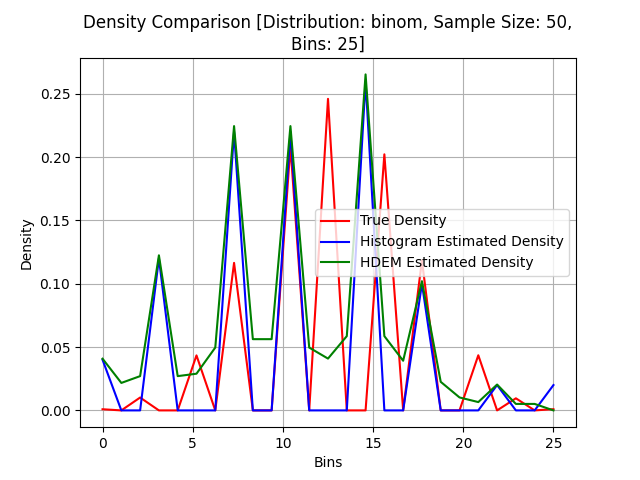 Density Comparison [Distribution: binom, Sample Size: 50,
Bins: 25]
0.25
0.20
0.15
0.10
0.05
0.00
Density
True Density
Histogram Estimated Density
HDEM Estimated Density
0 5 10 15 20 25
Bins